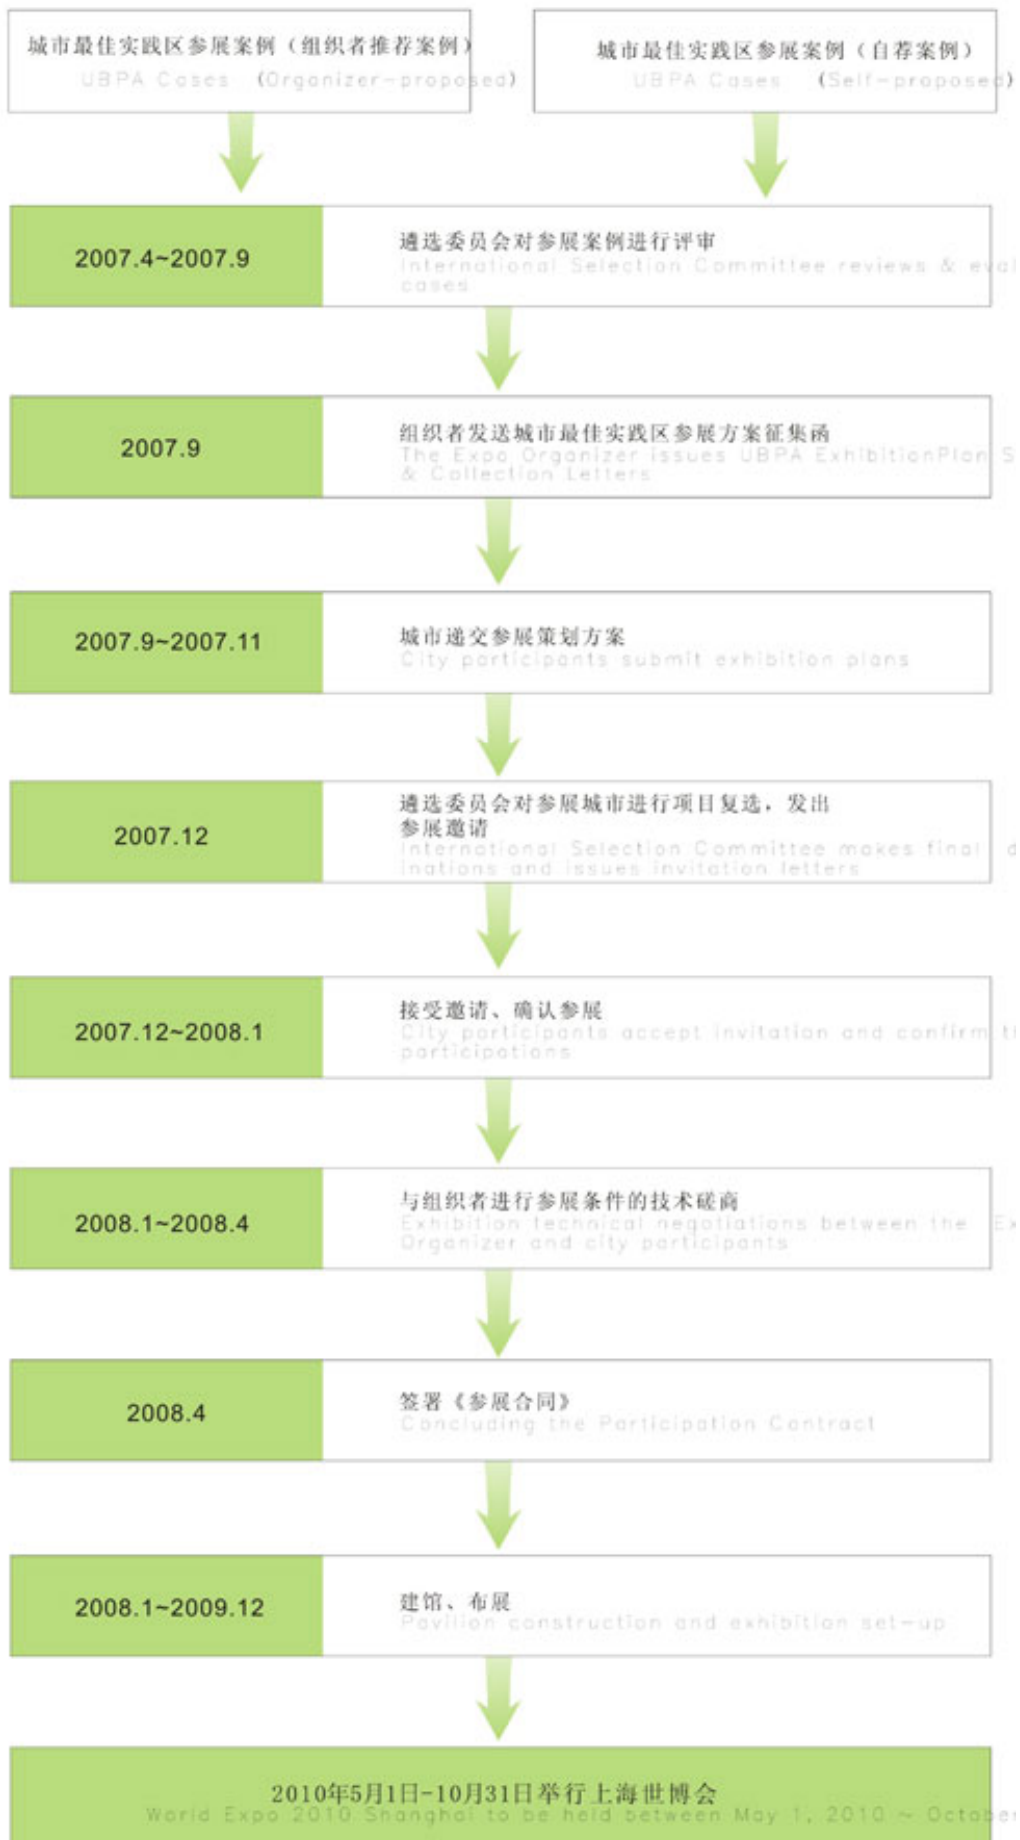 城市最佳实践区参展案例（组织者推荐案例）
UBPA Cases (Organizer-proposed)
城市最佳实践区参展案例（自荐案例）
UBPA Cases (Self-proposed)
2007.4~2007.9
遴选委员会对参展案例进行评审
International Selection Committee reviews &
cases
2007.9
组织者发送城市最佳实践区参展方案征集函
The Expo Organizer issues UBPA ExhibitionPlan S
& Collection Letters
2007.9~2007.11
城市递交参展策划方案
City participants submit exhibition plans
2007.12
遴选委员会对参展城市进行项目复选，发出
参展邀请
International Selection Committee makes final d
inations and issues invitation letters
2007.12~2008.1
接受邀请、确认参展
City participants accept invitation and confirm th
participations
2008.1~2008.4
与组织者进行参展条件的技术磋商
Exhibition technical negotiations between the Ex
Organizer and city participants
2008.4
签署《参展合同》
Concluding the Participation Contract
2008.1~2009.12
建馆、布展
Pavilion construction and exhibition set-up
2010年5月1日-10月31日举行上海世博会
World Expo 2010 Shanghai to be held between May 1, 2010 ~ October